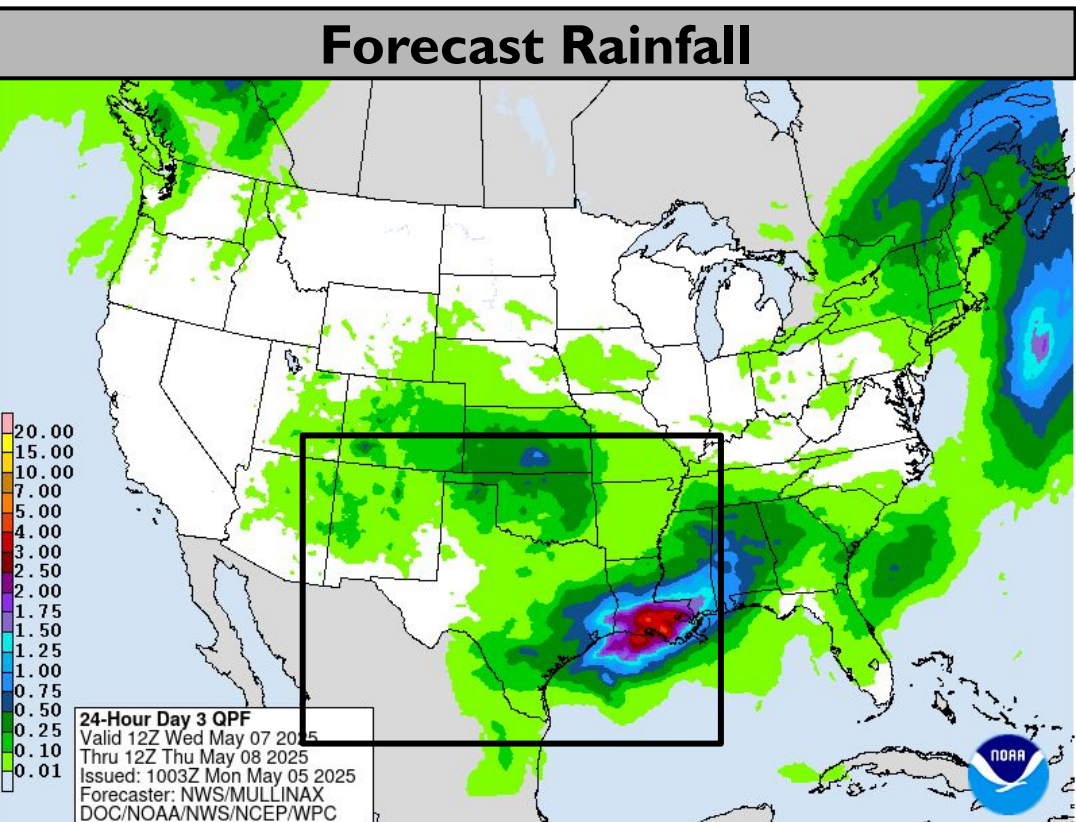 Forecast Rainfall
20.00
15.00
10.00
7.00
5.00
4.00
3.00
2.50
2.00
1.75
1.50
1.25
1.00
0.75
0.50
0.25
0.10
0.01
24-Hour Day 3 QPF
Valid 12Z Wed May 07 2025
Thru 12Z Thu May 08 2025
Issued: 1003Z Mon May 05 2025
Forecaster: NWS/MULLINAX
DOC/NOAA/NWS/NCEP/WPC
NOAA